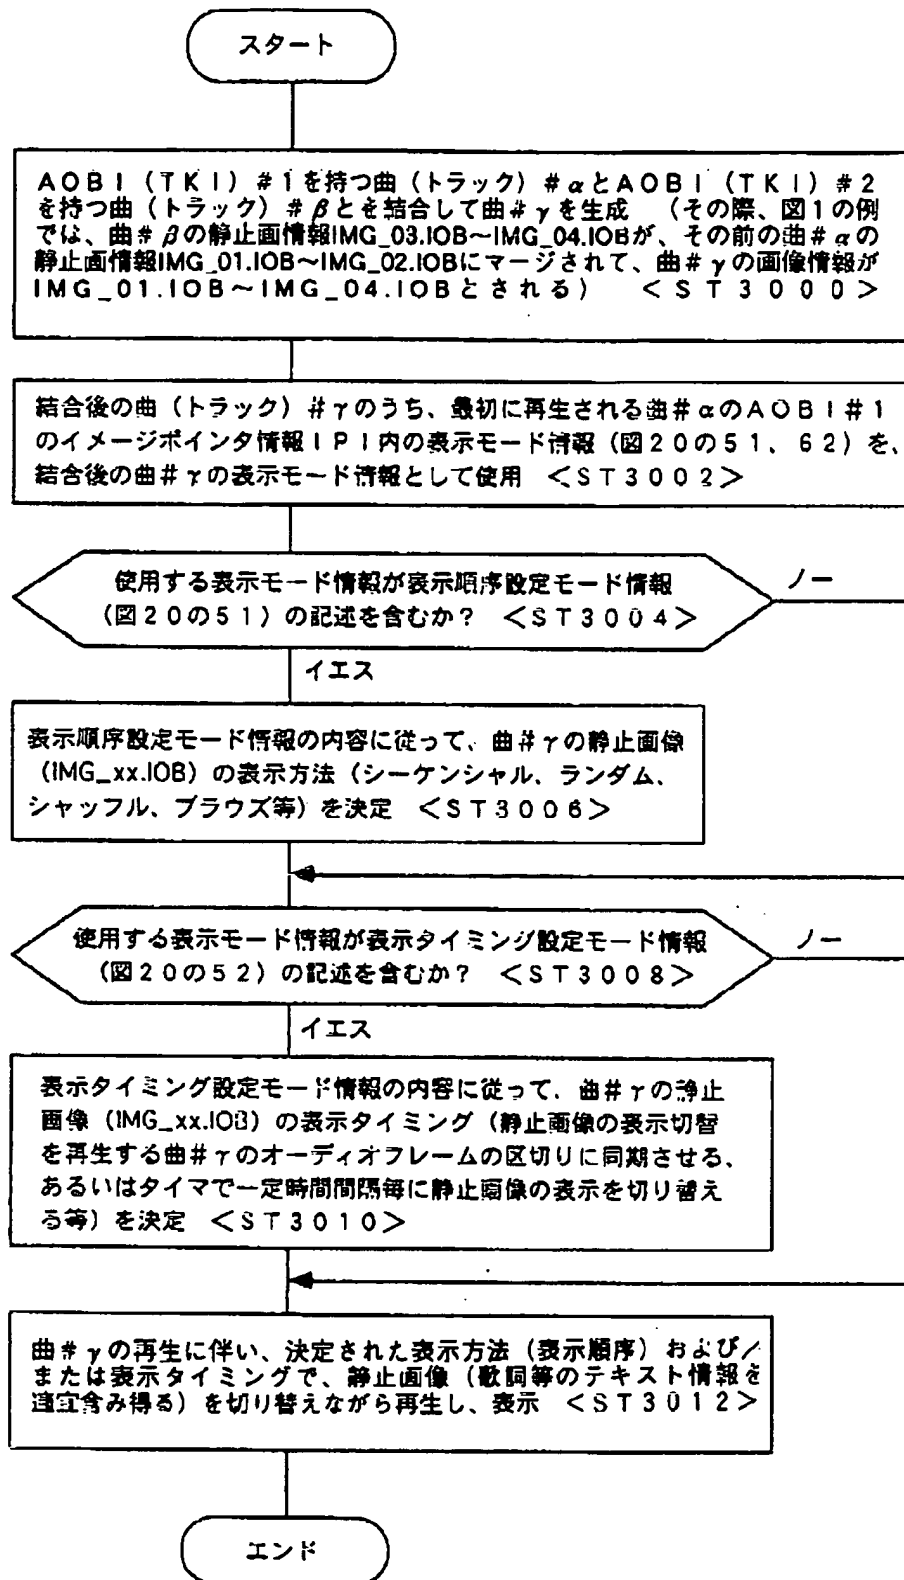 スタート
AOBI（TKI）#1を持つ曲（トラック）#αとAOBI（TKI）#2
を持つ曲（トラック）#βとを結合して曲#γを生成　（その際、図1の例
では、曲#βの静止画情報IMG_03.IOB～IMG_04.IOBが、その前の曲#αの
静止画情報IMG_01.IOB～IMG_02.IOBにマージされて、曲#γの画像情報が
IMG_01.IOB～IMG_04.IOBとされる）　＜ST3000＞
結合後の曲（トラック）#γのうち、最初に再生される曲#αのAOBI#1
のイメージポインタ情報IPI内の表示モード情報（図20の51、62）を、
結合後の曲#γの表示モード情報として使用　＜ST3002＞
使用する表示モード情報が表示順序設定モード情報
（図20の51）の記述を含むか？　＜ST3004＞
ノー
イエス
表示順序設定モード情報の内容に従って、曲#γの静止画像
（IMG_xx.IOB）の表示方法（シーケンシャル、ランダム、
シャッフル、ブラウズ等）を決定　＜ST3006＞
使用する表示モード情報が表示タイミング設定モード情報
（図20の52）の記述を含むか？　＜ST3008＞
ノー
イエス
表示タイミング設定モード情報の内容に従って、曲#γの静止
画像（IMG_xx.IOB）の表示タイミング（静止画像の表示切替
を再生する曲#γのオーディオフレームの区切りに同期させる、
あるいはタイマで一定時間間隔毎に静止画像の表示を切り替え
る等）を決定　＜ST3010＞
曲#γの再生に伴い、決定された表示方法（表示順序）および／
または表示タイミングで、静止画像（歌詞等のテキスト情報を
適宜含み得る）を切り替えながら再生し、表示　＜ST3012＞
エンド